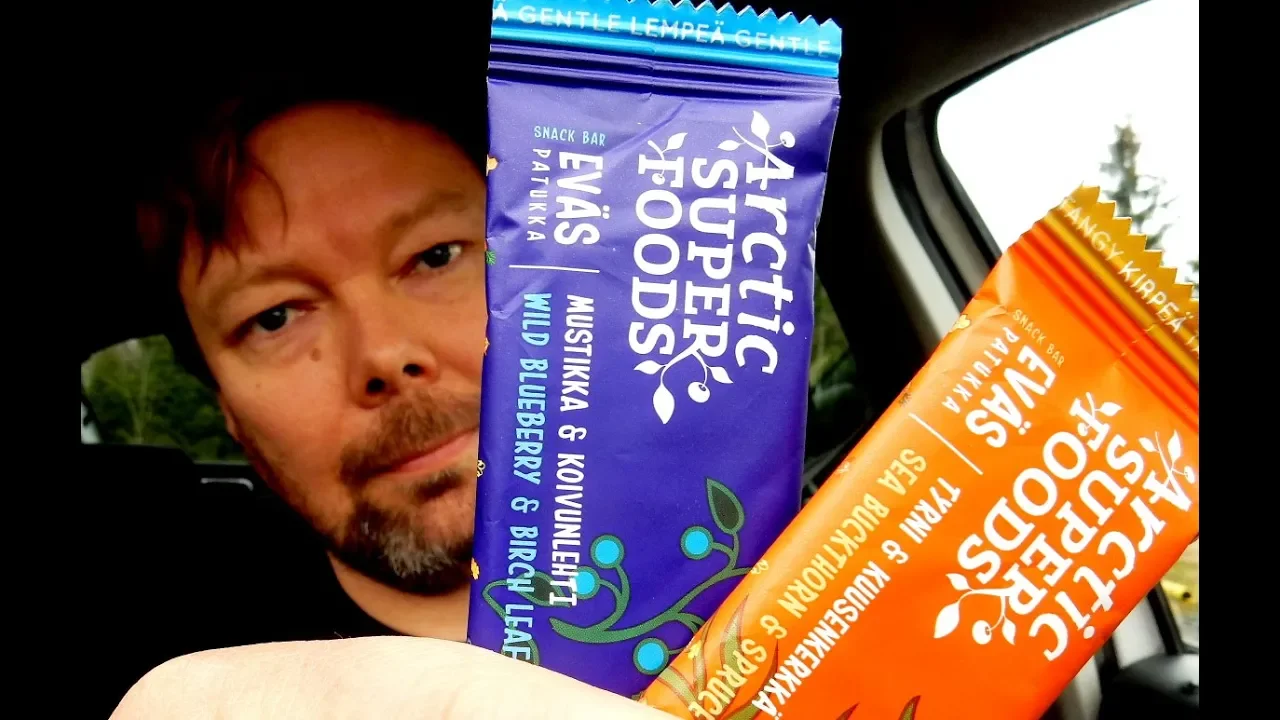 GENTLE LEMPEÄ GENTLE
Arctic
SUPER
FOODS
SNACK BAR
EVÄS
PATUKKA
MUSTIKKA & KOIVUNLEHTI
WILD BLUEBERRY & BIRCH LEAF
TANGY KIRPEÄ
Arctic
SUPER
FOODS
SNACK BAR
EVÄS
PATUKKA
TYRNI & KUUSENKERKKÄ
SEA BUCKTHORN & SPRUCE